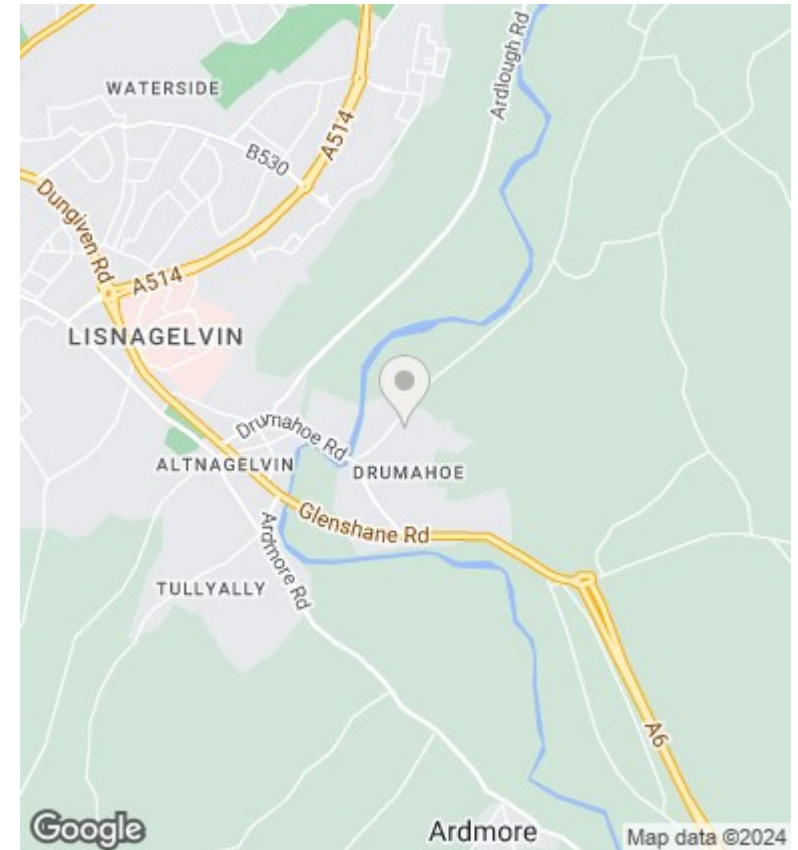 Ardlough Rd
WATERSIDE
A514
B530
Dungiven Rd
A514
LISNAGELVIN
Drumahoe Rd
ALTNAGELVIN
DRUMAHOE
Glenshane Rd
Ardmore Rd
TULLYALLY
A6
Google
Ardmore
Map data ©2024